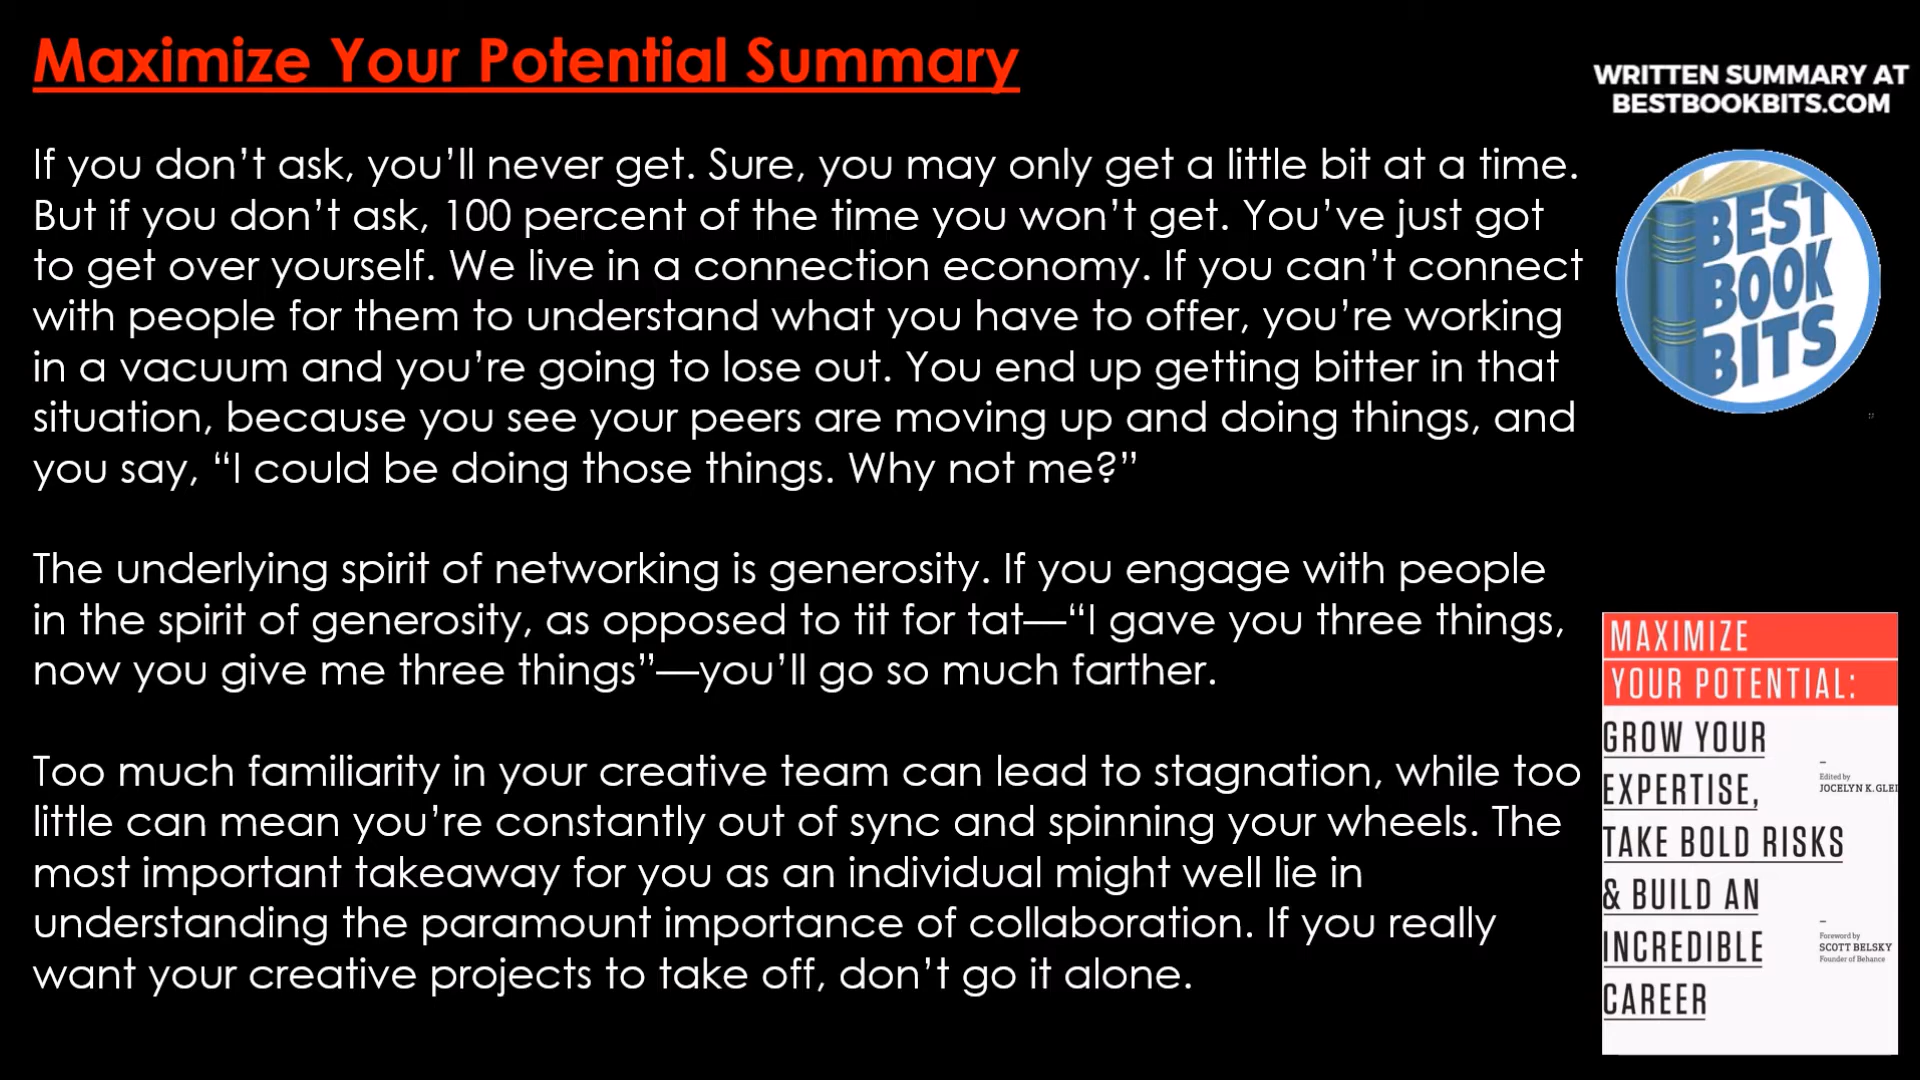 Maximize Your Potential Summary
WRITTEN SUMMARY AT
BESTBOOKBITS.COM
If you don’t ask, you’ll never get. Sure, you may only get a little bit at a time.
But if you don’t ask, 100 percent of the time you won’t get. You’ve just got
to get over yourself. We live in a connection economy. If you can’t connect
with people for them to understand what you have to offer, you’re working
in a vacuum and you’re going to lose out. You end up getting bitter in that
situation, because you see your peers are moving up and doing things, and
you say, “I could be doing those things. Why not me?”
The underlying spirit of networking is generosity. If you engage with people
in the spirit of generosity, as opposed to tit for tat—“I gave you three things,
now you give me three things”—you’ll go so much farther.
Too much familiarity in your creative team can lead to stagnation, while too
little can mean you’re constantly out of sync and spinning your wheels. The
most important takeaway for you as an individual might well lie in
understanding the paramount importance of collaboration. If you really
want your creative projects to take off, don’t go it alone.
BEST
BOOK
BITS
MAXIMIZE
YOUR POTENTIAL:
GROW YOUR
EXPERTISE,
TAKE BOLD RISKS
& BUILD AN
INCREDIBLE
CAREER
Edited by
JOCELYN K. GLEI
Foreword by
SCOTT BELSKY
Founder of Behance